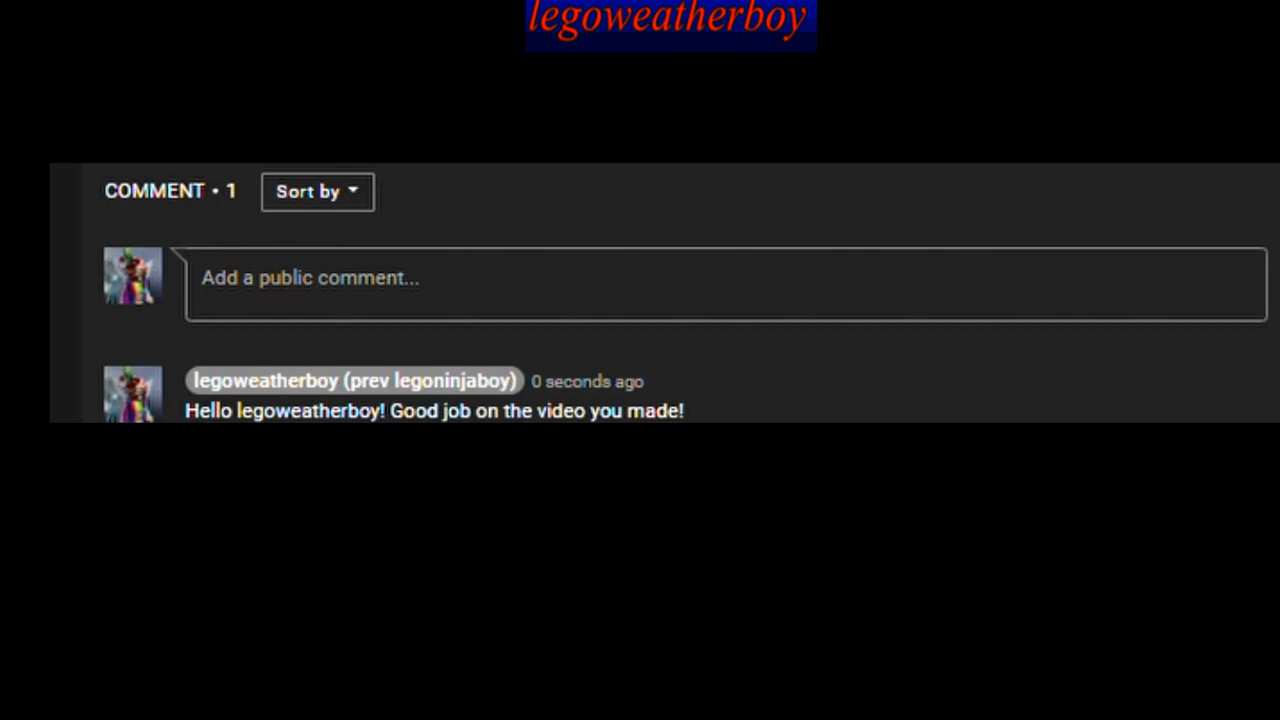 legoweatherboy
COMMENT • 1
Sort by
Add a public comment...
legoweatherboy (prev legoninjaboy) 0 seconds ago
Hello legoweatherboy! Good job on the video you made!